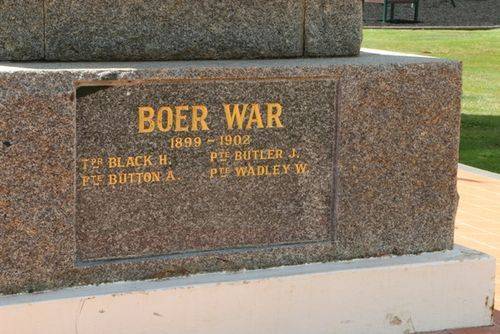 BOER WAR
1899 - 1902
TPR BLACK H. PTE BUTLER J.
PTE BUTTON A. PTE WADLEY W.